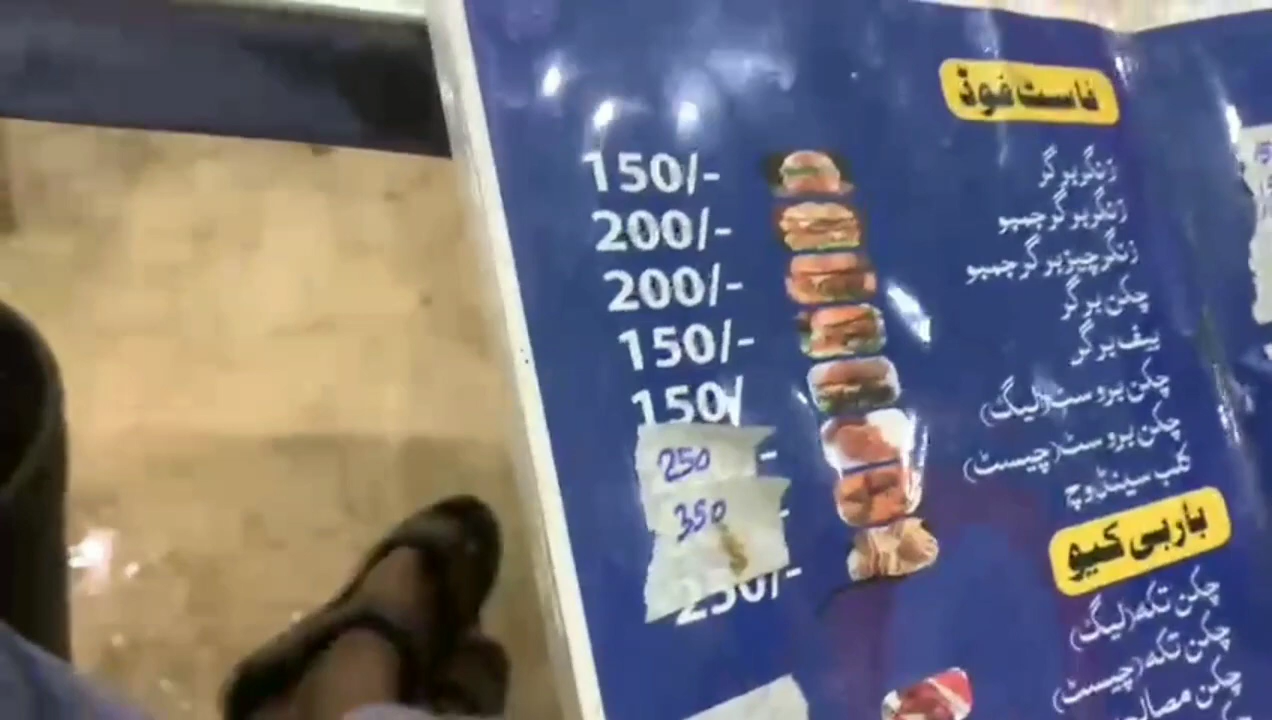 فاسٹ فوڈ
زنگر برگر 150/-
زنگر برگر جمبو 200/-
زنگر چیز برگر جمبو 200/-
چکن برگر 150/-
بیف برگر 150/
چکن بروسٹ (لیگ) 250
چکن بروسٹ (چیسٹ) 350
کلب سینڈوچ 250/-
باربی کیو
چکن تکہ (لیگ)
چکن تکہ (چیسٹ)
چکن